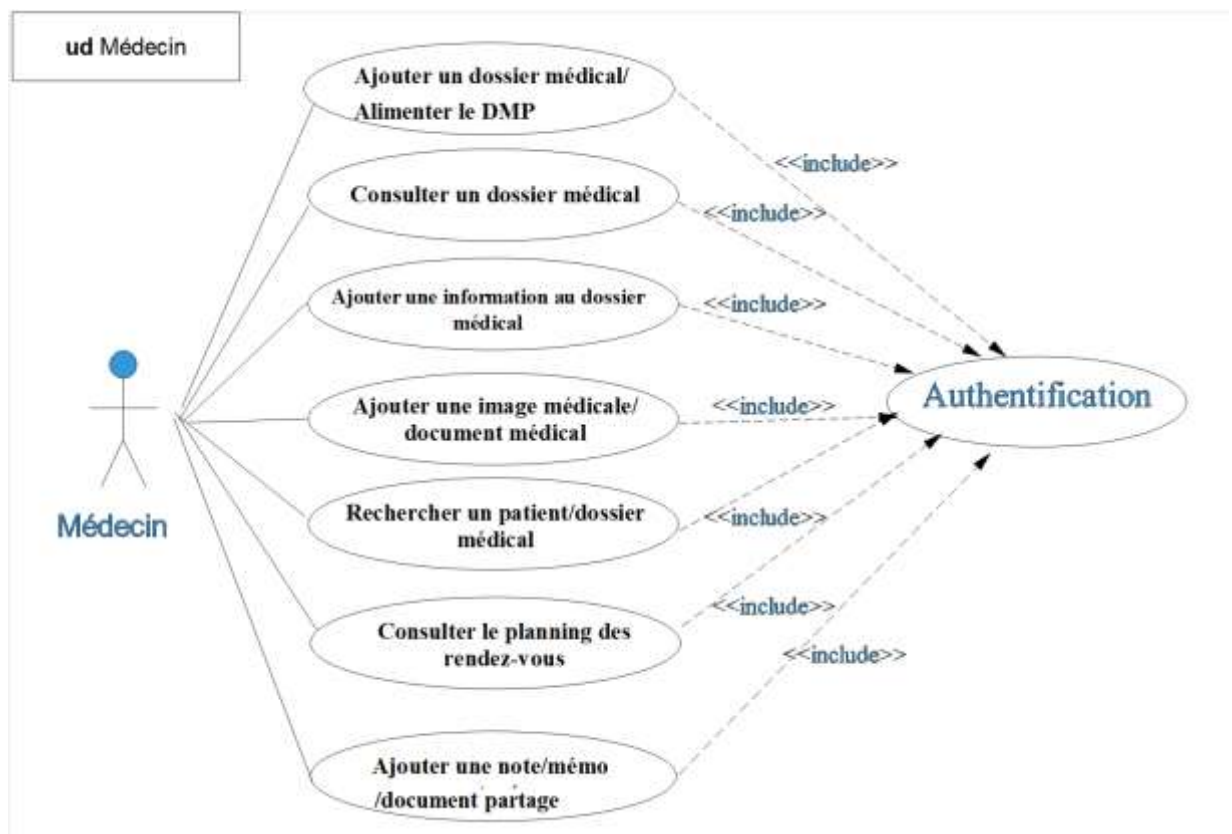 ud Médecin
Ajouter un dossier médical/
Alimenter le DMP
<<include>>
Consulter un dossier médical
<<include>>
Ajouter une information au dossier
médical
<<include>>
Authentification
Ajouter une image médicale/
document médical
<<include>>
Médecin
Rechercher un patient/dossier
médical
<<include>>
Consulter le planning des
rendez-vous
<<include>>
<<include>>
Ajouter une note/mémo
/document partage